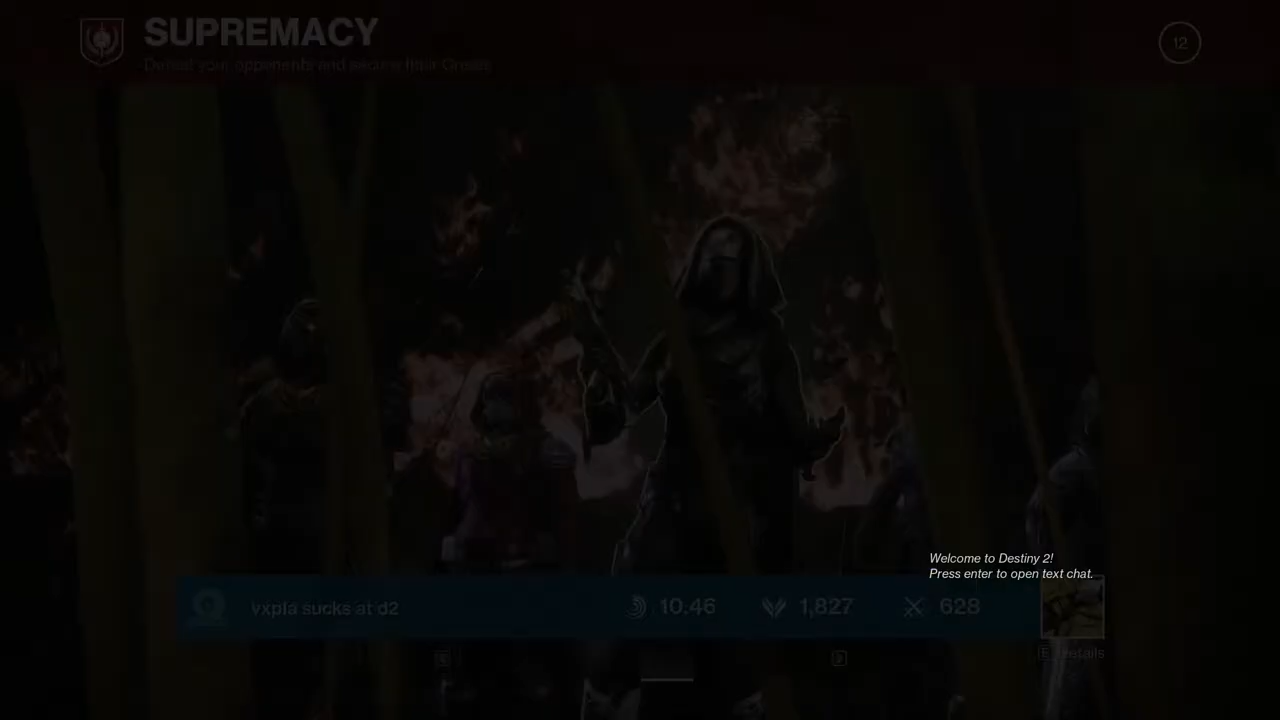 SUPREMACY
Defeat your opponents and secure their Crests
12
Welcome to Destiny 2!
Press enter to open text chat.
vxpla sucks at d2
10.46
1,827
628
E Details